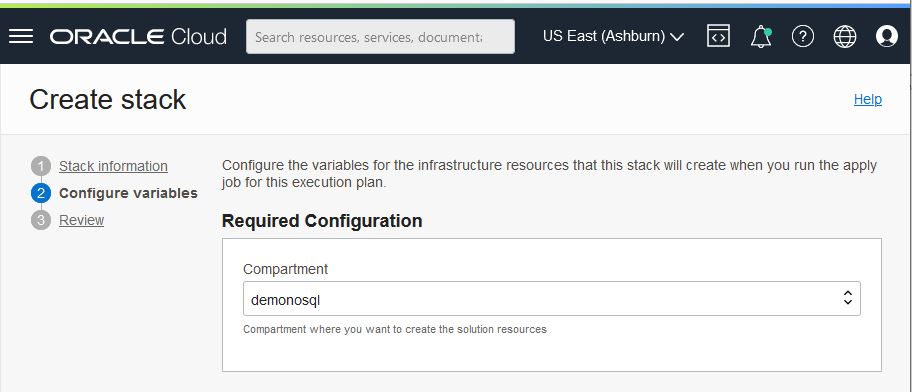 ORACLE Cloud
Search resources, services, documenta
US East (Ashburn)
Create stack
Help
1 Stack information
2 Configure variables
3 Review
Configure the variables for the infrastructure resources that this stack will create when you run the apply
job for this execution plan.
Required Configuration
Compartment
demonosql
Compartment where you want to create the solution resources